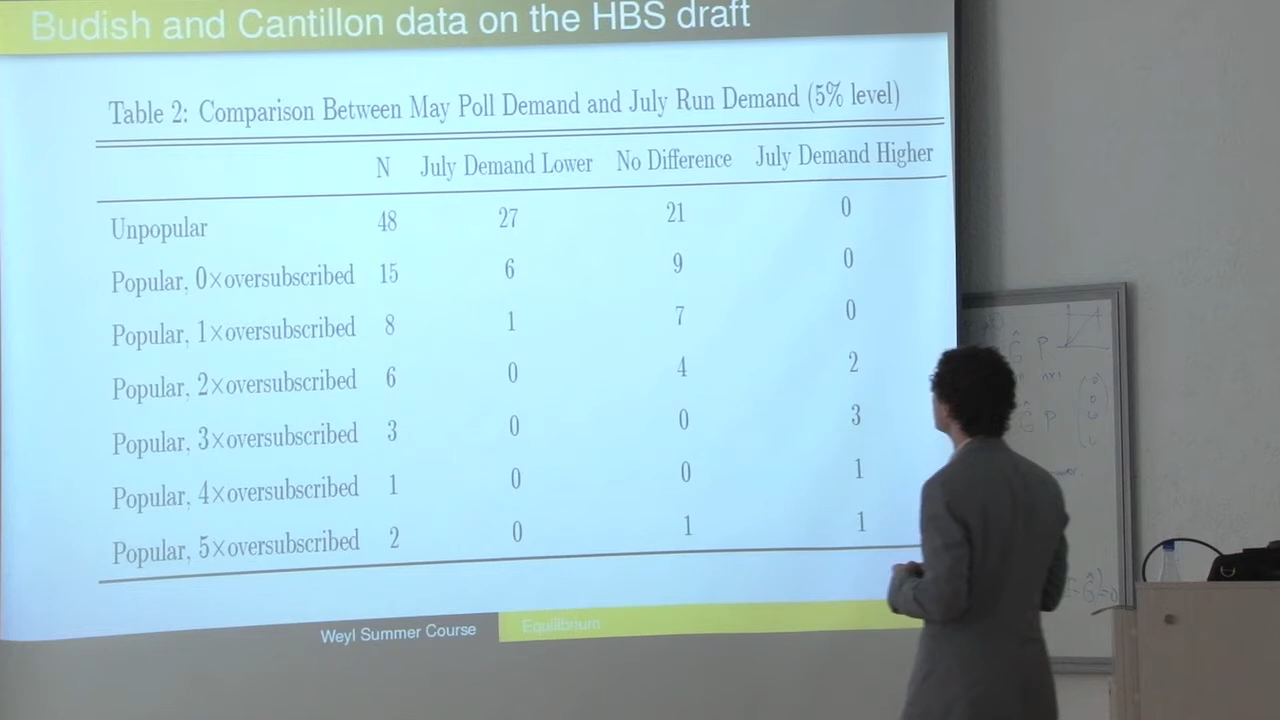 Budish and Cantillon data on the HBS draft
Table 2: Comparison Between May Poll Demand and July Run Demand (5% level)
N July Demand Lower No Difference July Demand Higher
Unpopular 48 27 21 0
Popular, 0×oversubscribed 15 6 9 0
Popular, 1×oversubscribed 8 1 7 0
Popular, 2×oversubscribed 6 0 4 2
Popular, 3×oversubscribed 3 0 0 3
Popular, 4×oversubscribed 1 0 0 1
Popular, 5×oversubscribed 2 0 1 1
Weyl Summer Course Equilibrium